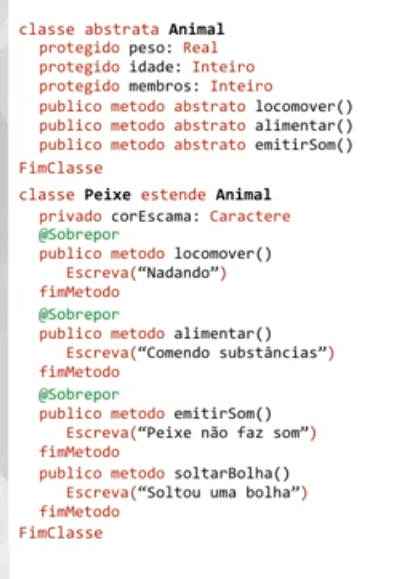 classe abstrata Animal
protegido peso: Real
protegido idade: Inteiro
protegido membros: Inteiro
publico metodo abstrato locomover()
publico metodo abstrato alimentar()
publico metodo abstrato emitirSom()
FimClasse
classe Peixe estende Animal
privado corEscama: Caractere
@Sobrepor
publico metodo locomover()
Escreva(“Nadando”)
fimMetodo
@Sobrepor
publico metodo alimentar()
Escreva(“Comendo substâncias”)
fimMetodo
@Sobrepor
publico metodo emitirSom()
Escreva(“Peixe não faz som”)
fimMetodo
publico metodo soltarBolha()
Escreva(“Soltou uma bolha”)
fimMetodo
FimClasse